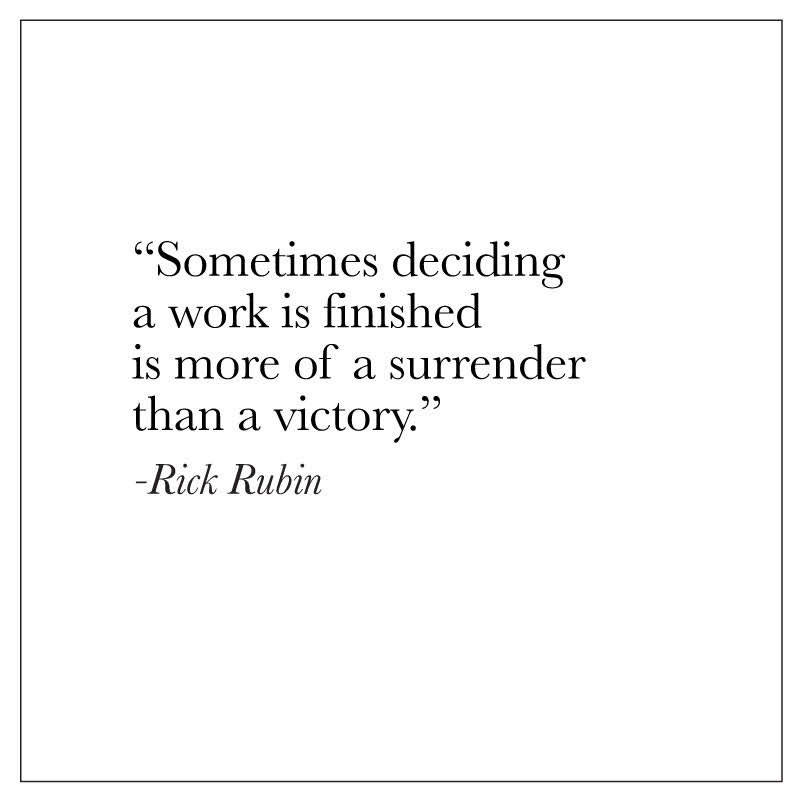 “Sometimes deciding
a work is finished
is more of a surrender
than a victory.”
-Rick Rubin